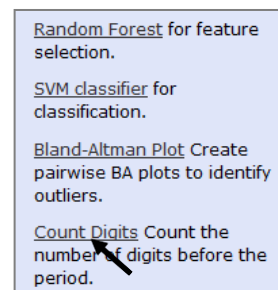 Random Forest for feature
selection.
SVM classifier for
classification.
Bland-Altman Plot Create
pairwise BA plots to identify
outliers.
Count Digits Count the
number of digits before the
period.